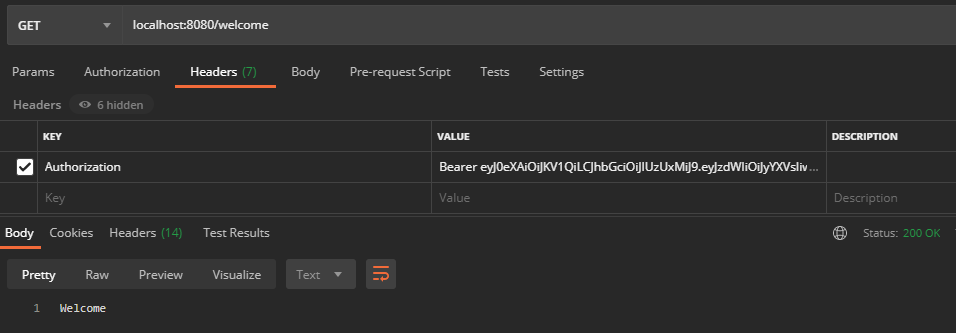 GET localhost:8080/welcome
Params Authorization Headers (7) Body Pre-request Script Tests Settings
Headers 6 hidden
KEY VALUE DESCRIPTION
Authorization Bearer eyJ0eXAiOiJKV1QiLCJhbGciOiJIUzUxMiJ9.eyJzdWIiOiJyYXVsIiw ...
Key Value Description
Body Cookies Headers (14) Test Results Status: 200 OK
Pretty Raw Preview Visualize Text
1 Welcome